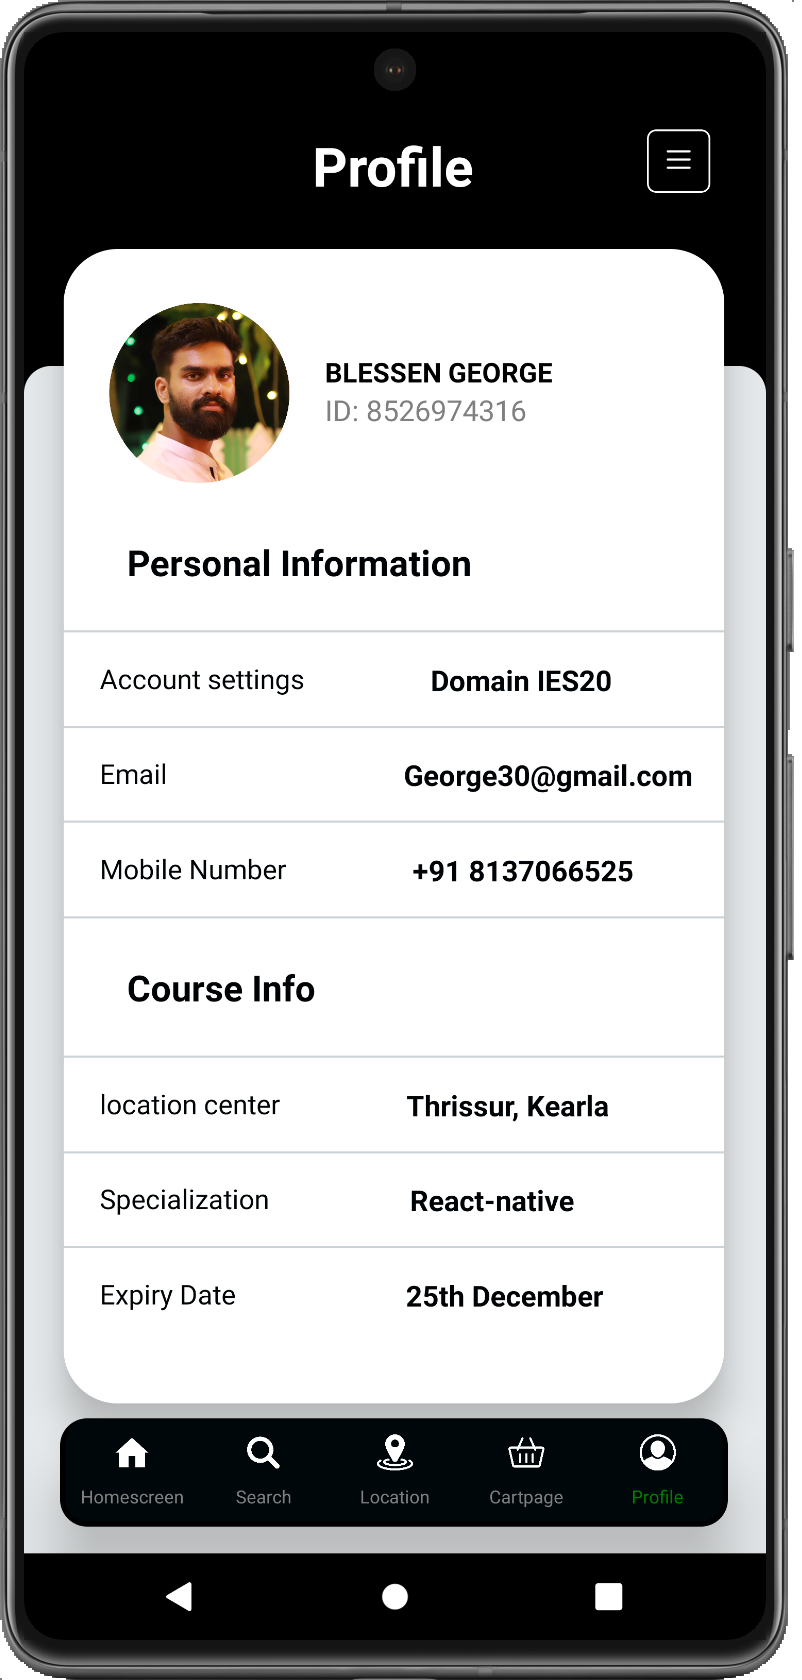 Profile
BLESSEN GEORGE
ID: 8526974316
Personal Information
Account settings Domain IES20
Email George30@gmail.com
Mobile Number +91 8137066525
Course Info
location center Thrissur, Kearla
Specialization React-native
Expiry Date 25th December
Homescreen Search Location Cartpage Profile